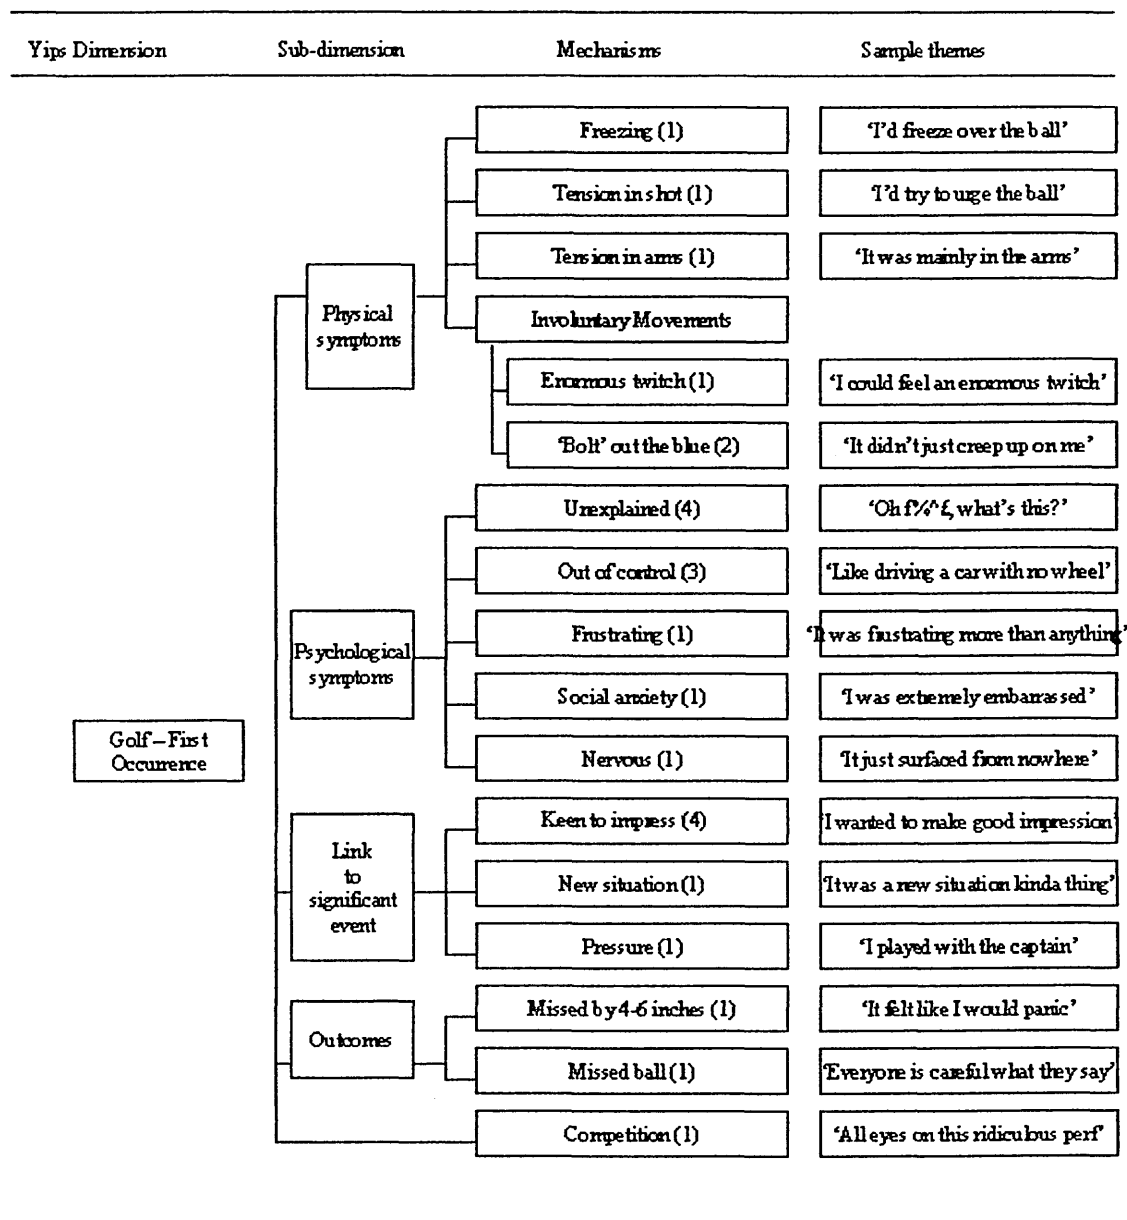 Yips Dimension Sub-dimension Mechanisms Sample themes
Freezing (1) ‘I’d freeze over the ball’
Tension in shot (1) ‘I’d try to urge the ball’
Tension in arms (1) ‘It was mainly in the arms’
Physical
symptoms
Involuntary Movements
Enormous twitch (1) ‘I could feel an enormous twitch’
‘Bolt’ out the blue (2) ‘It didn’t just creep up on me’
Unexplained (4) ‘Oh f%^£, what’s this?’
Out of control (3) ‘Like driving a car with no wheel’
Frustrating (1) ‘It was frustrating more than anything’
Psychological
symptoms
Social anxiety (1) ‘I was extremely embarrassed’
Golf – First
Occurrence
Nervous (1) ‘It just surfaced from nowhere’
Keen to impress (4) ‘I wanted to make good impression’
Link
to
significant
event
New situation (1) ‘It was a new situation kinda thing’
Pressure (1) ‘I played with the captain’
Missed by 4-6 inches (1) ‘It felt like I would panic’
Outcomes
Missed ball (1) ‘Everyone is careful what they say’
Competition (1) ‘All eyes on this ridiculous perf’